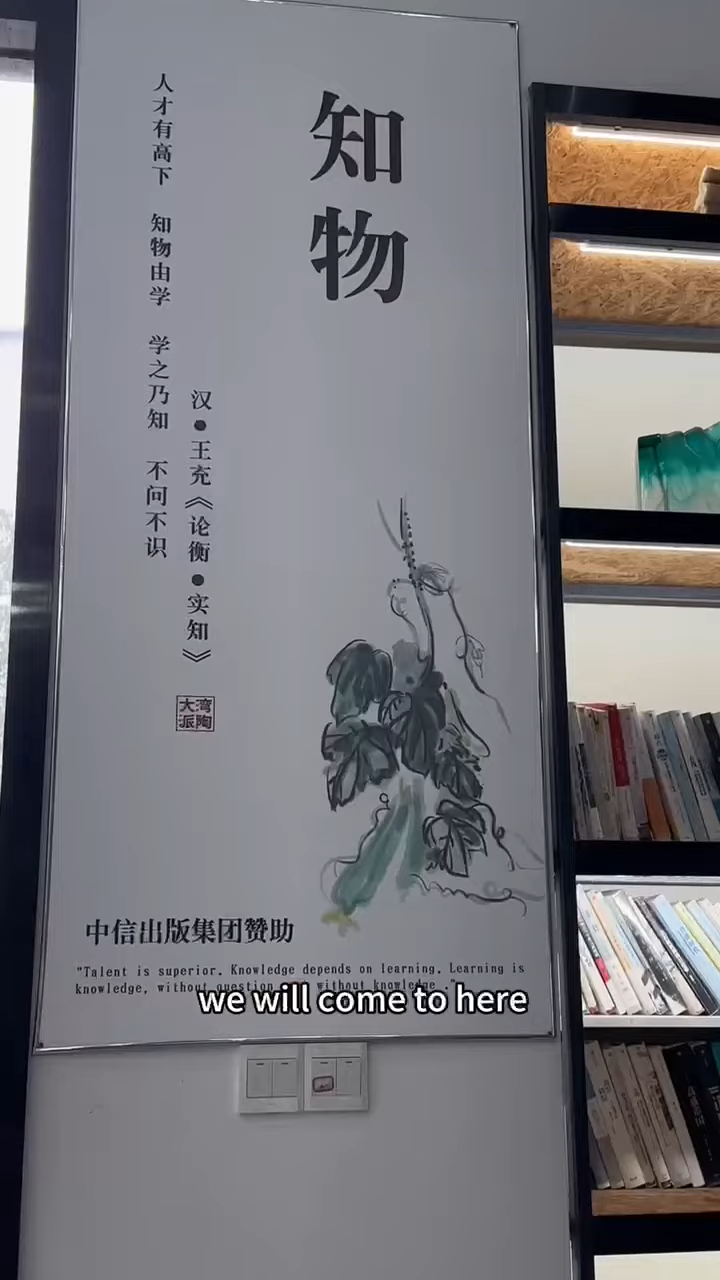 知物
人才有高下 知物由学 学之乃知 不问不识
汉•王充《论衡•实知》
大湾
派陶
中信出版集团赞助
"Talent is superior. Knowledge depends on learning. Learning is
knowledge, without question without knowledge ."
we will come to here